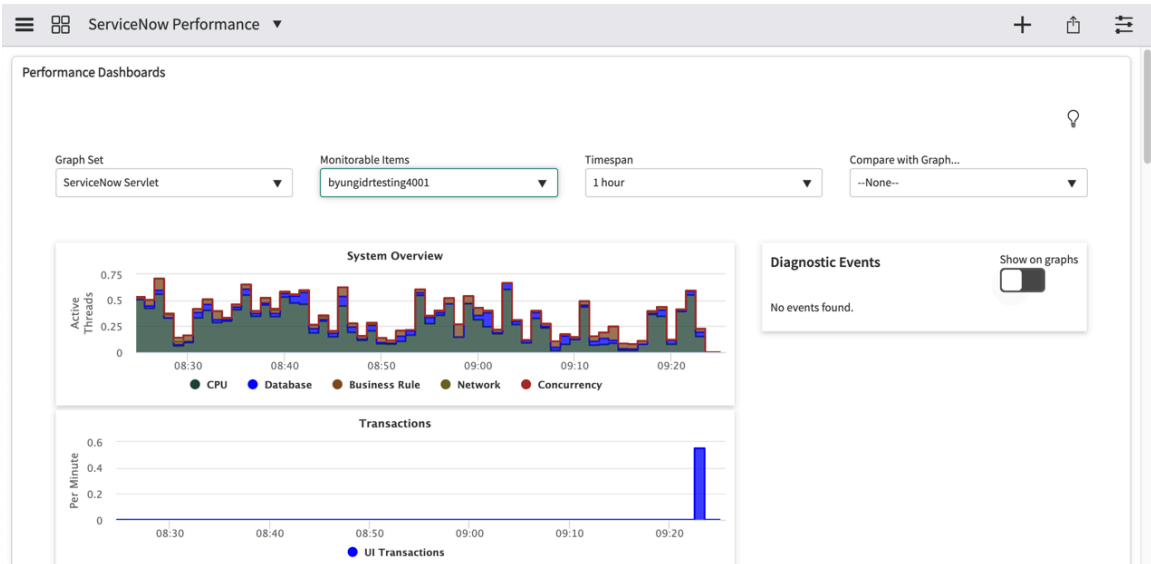 ServiceNow Performance ▼
Performance Dashboards
Graph Set
Monitorable Items
Timespan
Compare with Graph...
ServiceNow Servlet
byungidrtesting4001
1 hour
--None--
System Overview
Active
Threads
0.75
0.5
0.25
0
08:30 08:40 08:50 09:00 09:10 09:20
CPU Database Business Rule Network Concurrency
Diagnostic Events
Show on graphs
No events found.
Transactions
Per Minute
0.6
0.4
0.2
0
08:30 08:40 08:50 09:00 09:10 09:20
UI Transactions